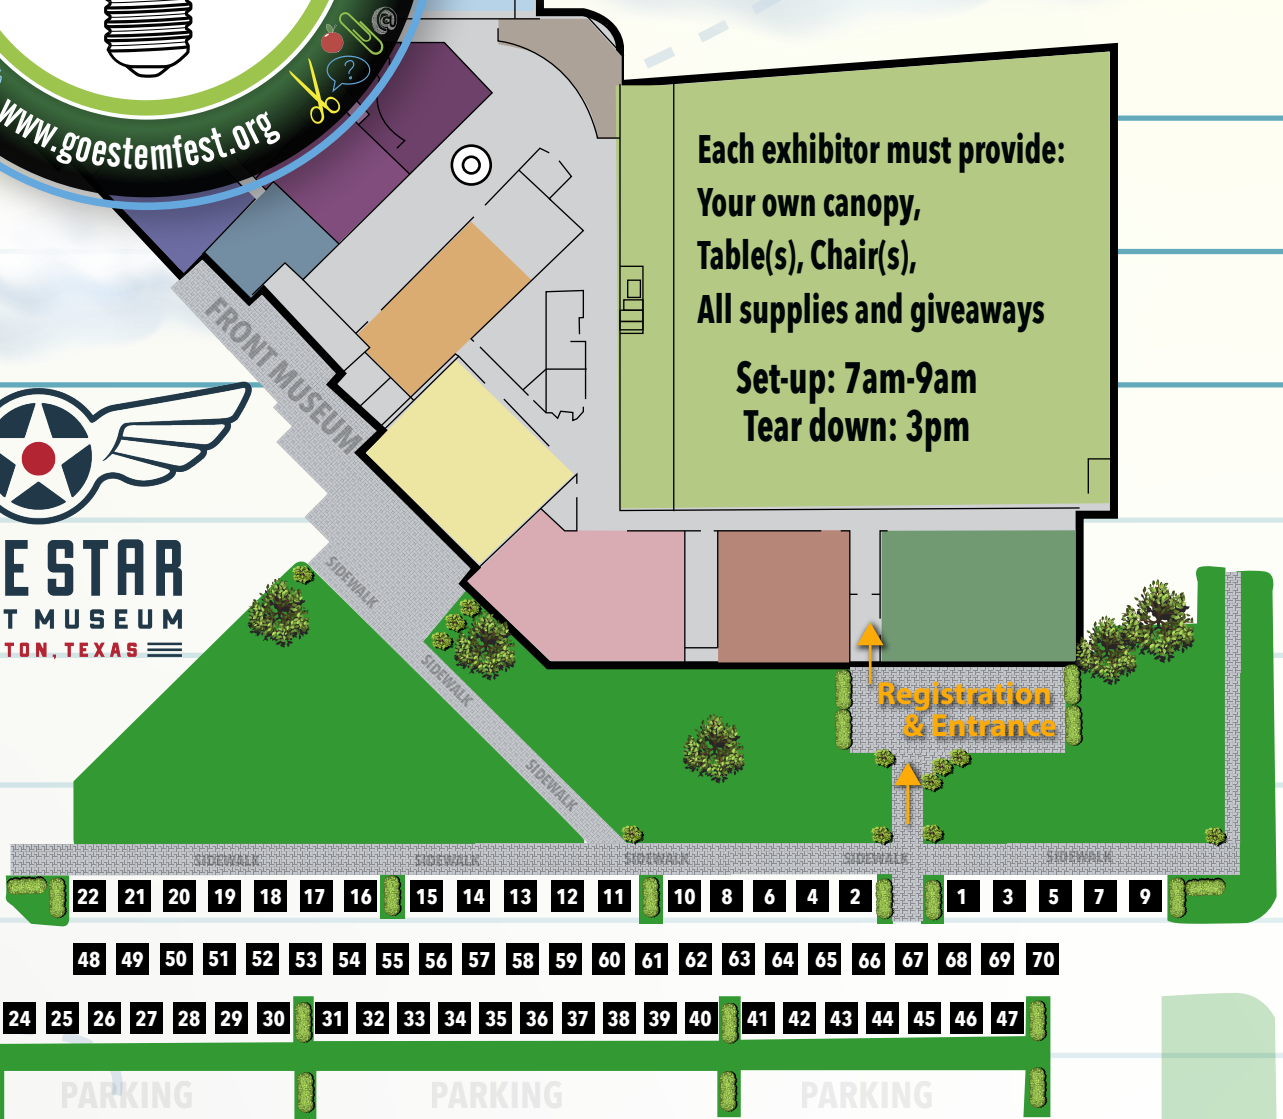 @
?
www.goestemfest.org
Each exhibitor must provide:
Your own canopy,
Table(s), Chair(s),
All supplies and giveaways
Set-up: 7am-9am
Tear down: 3pm
FRONT MUSEUM
E STAR
T MUSEUM
TON, TEXAS
SIDEWALK
SIDEWALK
SIDEWALK
Registration
& Entrance
SIDEWALK SIDEWALK SIDEWALK SIDEWALK SIDEWALK
22 21 20 19 18 17 16 15 14 13 12 11 10 8 6 4 2 1 3 5 7 9
48 49 50 51 52 53 54 55 56 57 58 59 60 61 62 63 64 65 66 67 68 69 70
24 25 26 27 28 29 30 31 32 33 34 35 36 37 38 39 40 41 42 43 44 45 46 47
PARKING PARKING PARKING